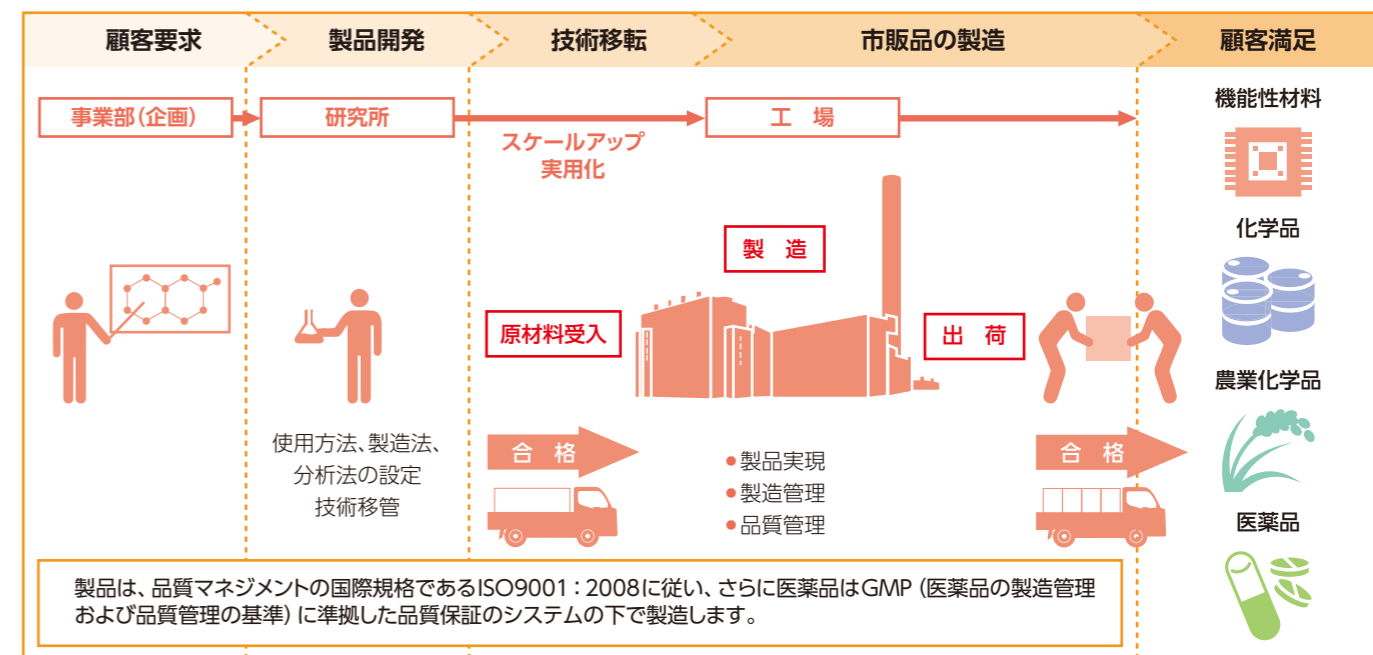 顧客要求
製品開発
技術移転
市販品の製造
顧客満足
事業部(企画)
研究所
スケールアップ
実用化
工 場
原材料受入
製 造
出 荷
使用方法、製造法、
分析法の設定
技術移管
合 格
●製品実現
●製造管理
●品質管理
合 格
機能性材料
化学品
農業化学品
医薬品
製品は、品質マネジメントの国際規格であるISO9001:2008に従い、さらに医薬品はGMP(医薬品の製造管理
および品質管理の基準)に準拠した品質保証のシステムの下で製造します。